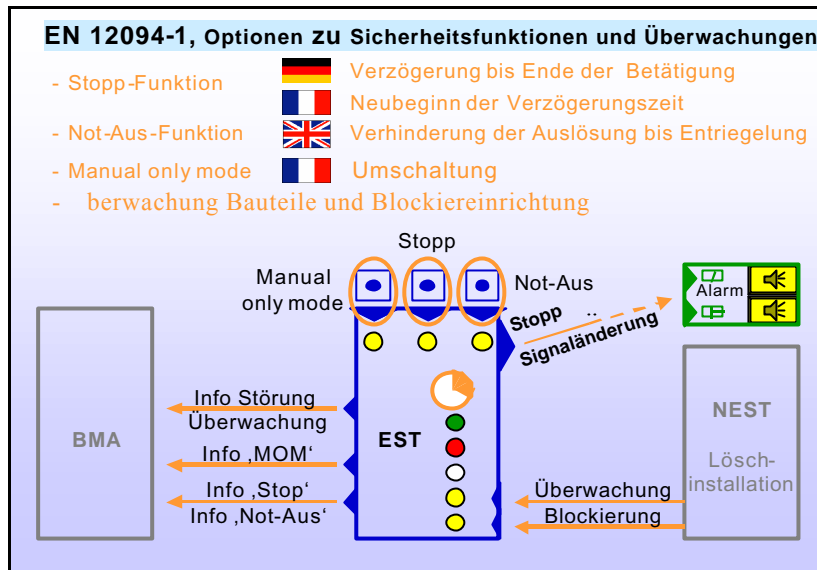 EN 12094-1, Optionen zu Sicherheitsfunktionen und Überwachungen
- Stopp-Funktion
Verzögerung bis Ende der Betätigung
Neubeginn der Verzögerungszeit
- Not-Aus-Funktion
Verhinderung der Auslösung bis Entriegelung
- Manual only mode
Umschaltung
- berwachung Bauteile und Blockiereinrichtung
Stopp
Manual
only mode
Not-Aus
Stopp
Signaländerung
Alarm
BMA
Info Störung
Überwachung
Info ‚MOM‘
Info ‚Stop‘
Info ‚Not-Aus‘
EST
Überwachung
Blockierung
NEST
Lösch-
installation